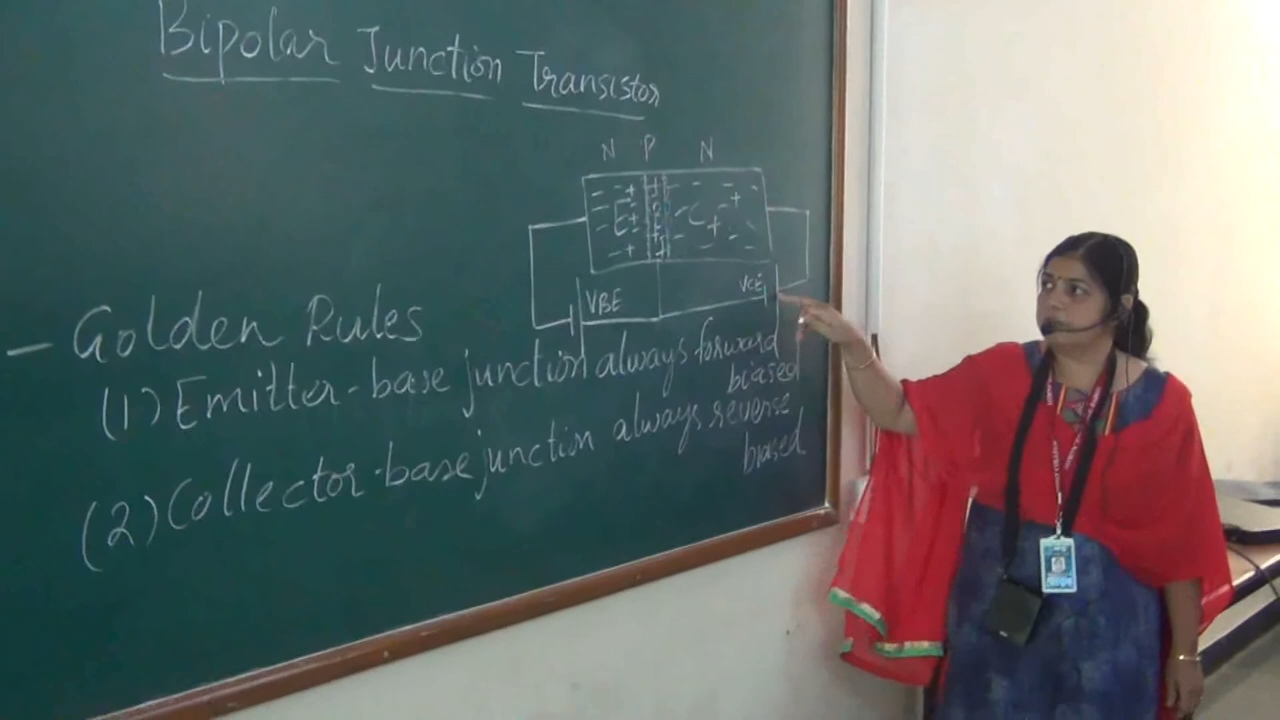 Bipolar Junction Transistor
N P N
E C
VBE VCE
— Golden Rules
(1) Emitter-base junction always forward
biased
(2) Collector-base junction always reverse
biased